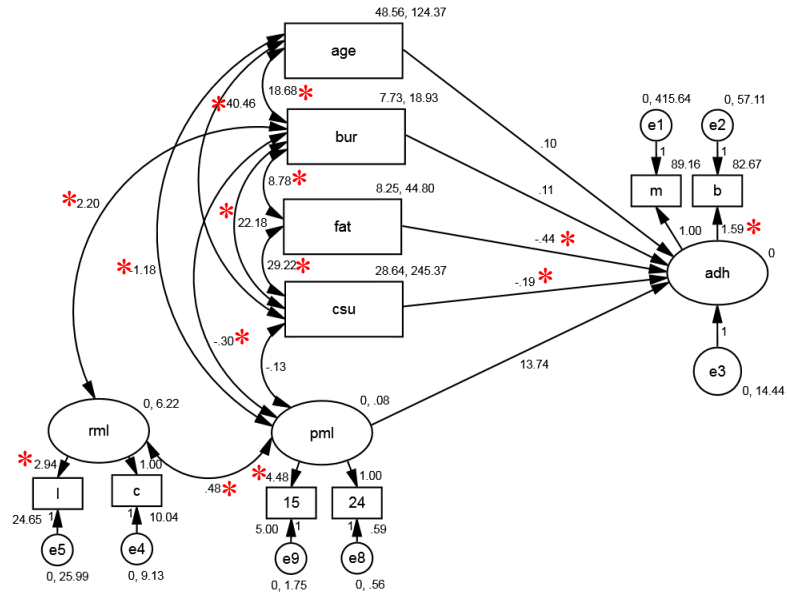 48.56, 124.37
age
*40.46
18.68*
7.73, 18.93
bur
0, 415.64
0, 57.11
e1
e2
1
1
89.16
82.67
m
b
.10
8.78*
8.25, 44.80
.11
*2.20
*
22.18
fat
-.44 *
1.00
1.59*
0
adh
*-1.18
29.22*
28.64, 245.37
-.19 *
csu
-.30*
1
-.13
13.74
e3
0, 14.44
0, 6.22
0, .08
rml
pml
*2.94
1.00
.48*
*4.48
1.00
l
c
15
24
24.65
1
1
10.04
5.00
1
1
.59
e5
e4
e9
e8
0, 25.99
0, 9.13
0, 1.75
0, .56